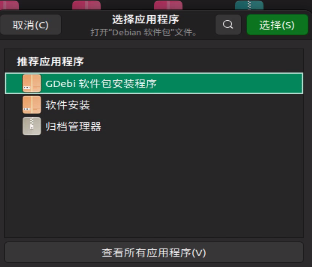 取消(C)
选择应用程序
打开“Debian 软件包”文件。
选择(S)
推荐应用程序
GDebi 软件包安装程序
软件安装
归档管理器
查看所有应用程序(V)